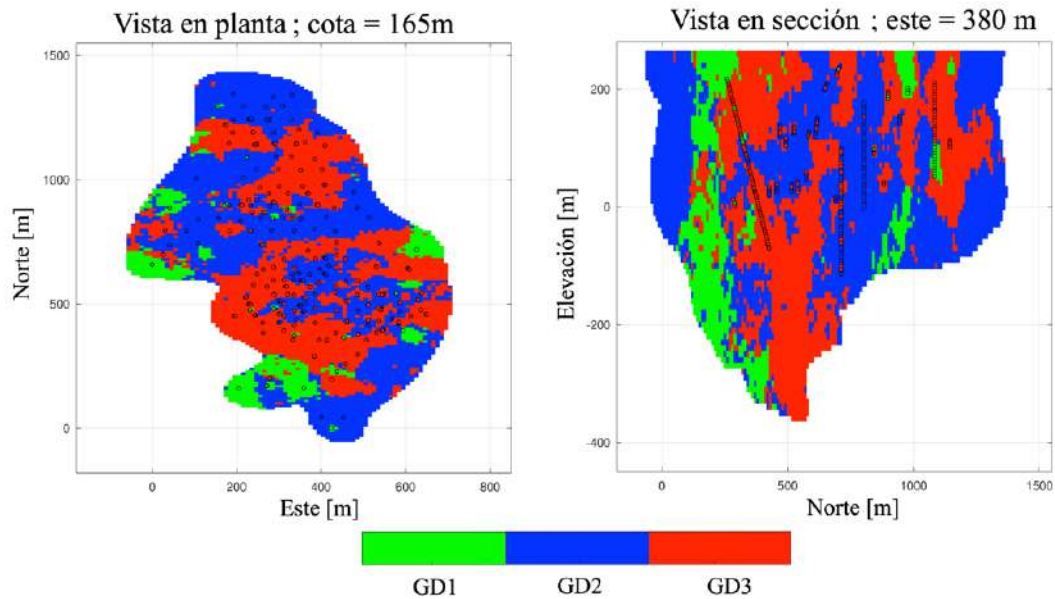 Vista en planta ; cota = 165m
1500
1000
500
0
Norte [m]
0
200
400
600
800
Este [m]
Vista en sección ; este = 380 m
200
0
-200
-400
Elevación [m]
0
500
1000
1500
Norte [m]
GD1
GD2
GD3